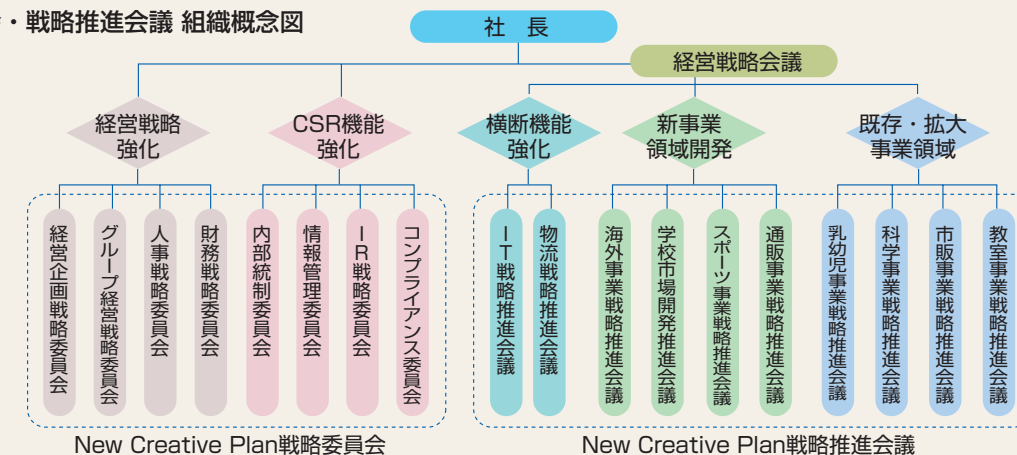 ・戦略推進会議 組織概念図
社 長
経営戦略会議
経営戦略
強化
CSR機能
強化
横断機能
強化
新事業
領域開発
既存・拡大
事業領域
経営企画戦略委員会
グループ経営戦略委員会
人事戦略委員会
財務戦略委員会
内部統制委員会
情報管理委員会
IR戦略委員会
コンプライアンス委員会
IT戦略推進会議
物流戦略推進会議
海外事業戦略推進会議
学校市場開発推進会議
スポーツ事業戦略推進会議
通販事業戦略推進会議
乳幼児事業戦略推進会議
科学事業戦略推進会議
市販事業戦略推進会議
教室事業戦略推進会議
New Creative Plan戦略委員会
New Creative Plan戦略推進会議